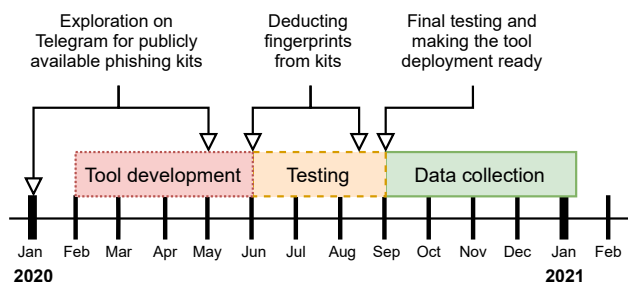 Exploration on
Telegram for publicly
available phishing kits
Deducting
fingerprints
from kits
Final testing and
making the tool
deployment ready
Tool development
Testing
Data collection
Jan Feb Mar Apr May Jun Jul Aug Sep Oct Nov Dec Jan Feb
2020 2021